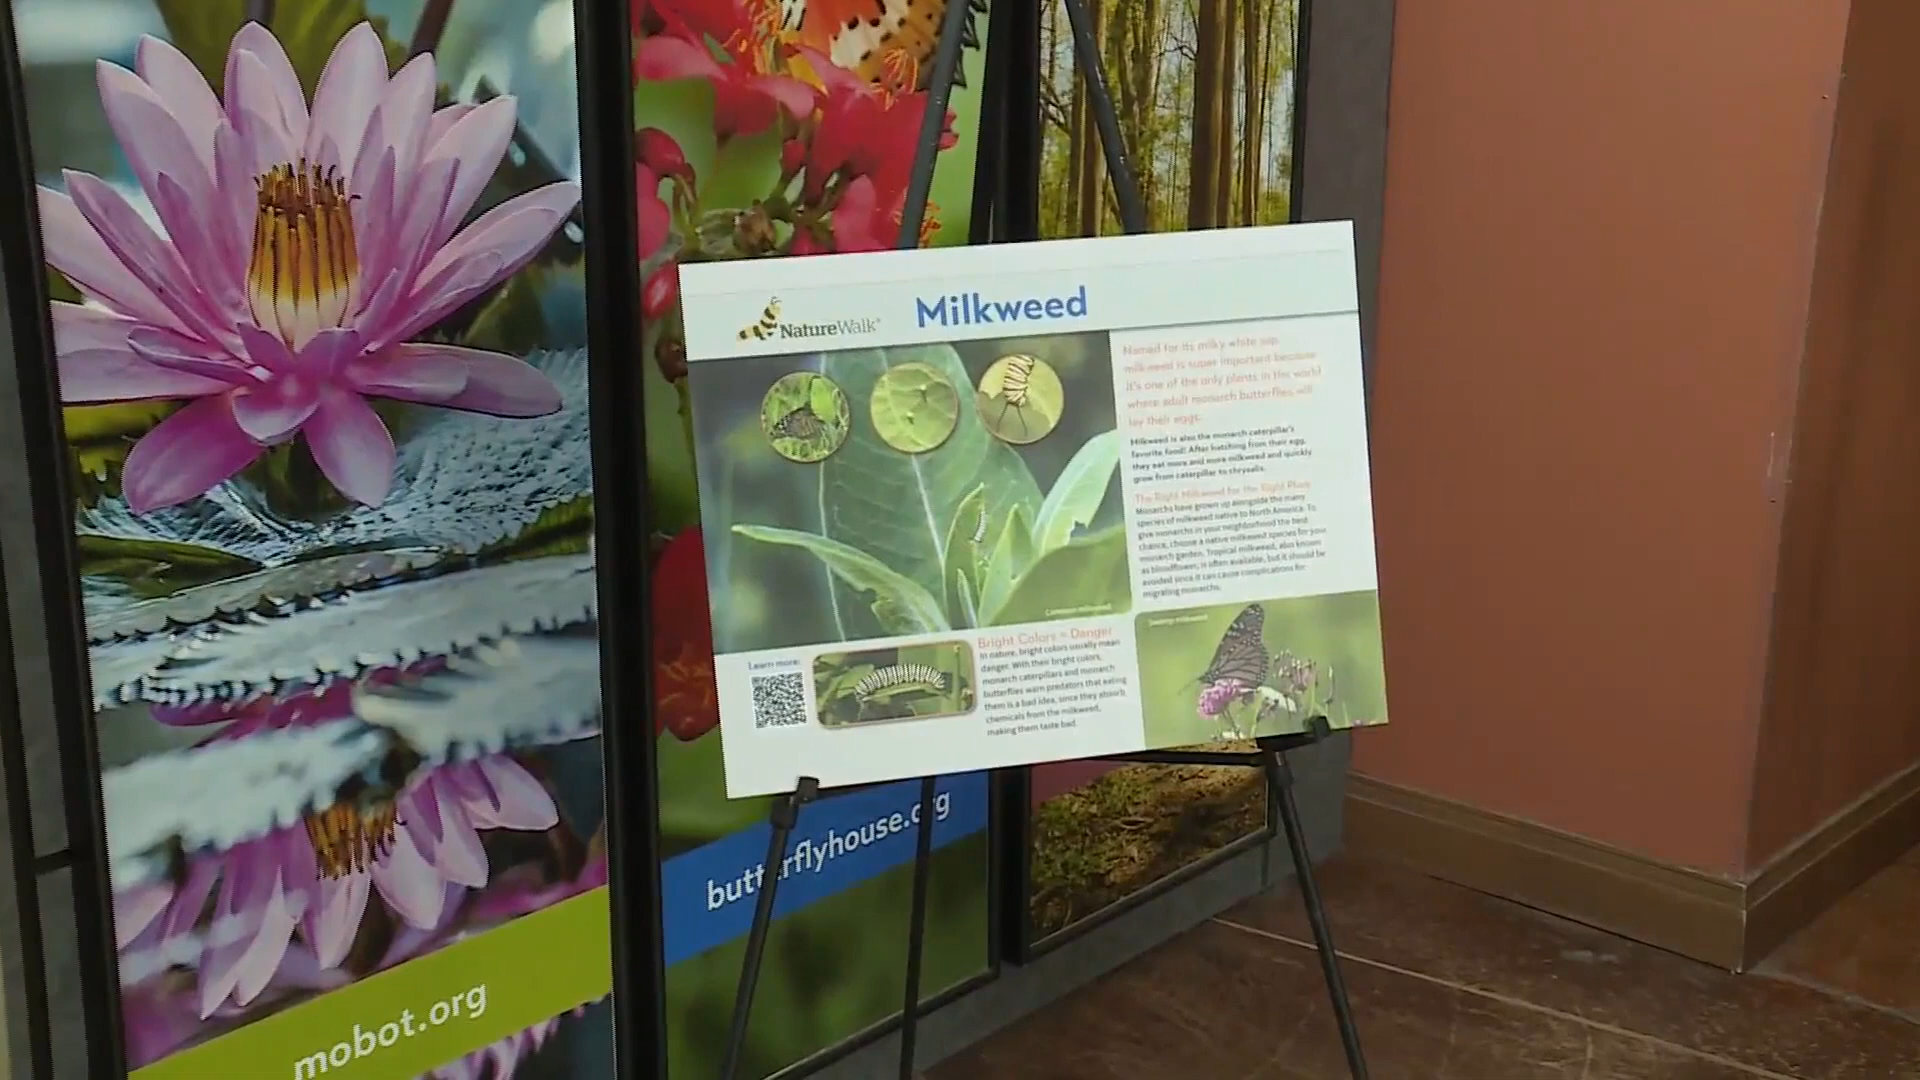 NatureWalk®
Milkweed
Named for its milky white sap,
milkweed is super important because
it's one of the only plants in the world
where adult monarch butterflies will
lay their eggs.
Milkweed is also the monarch caterpillar's
favorite food! After hatching from their egg,
they eat more and more milkweed and quickly
grow from caterpillar to chrysalis.
The Right Milkweed for the Right Place
Monarchs have grown up alongside the many
species of milkweed native to North America. To
give monarchs in your neighborhood the best
chance, choose a native milkweed species for your
monarch garden. Tropical milkweed, also known
as bloodflower, is often available, but it should be
avoided since it can cause complications for
migrating monarchs.
Common milkweed
Swamp milkweed
Learn more:
Bright Colors = Danger
In nature, bright colors usually mean
danger. With their bright colors,
monarch caterpillars and monarch
butterflies warn predators that eating
them is a bad idea, since they absorb
chemicals from the milkweed,
making them taste bad.
butterflyhouse.org
mobot.org